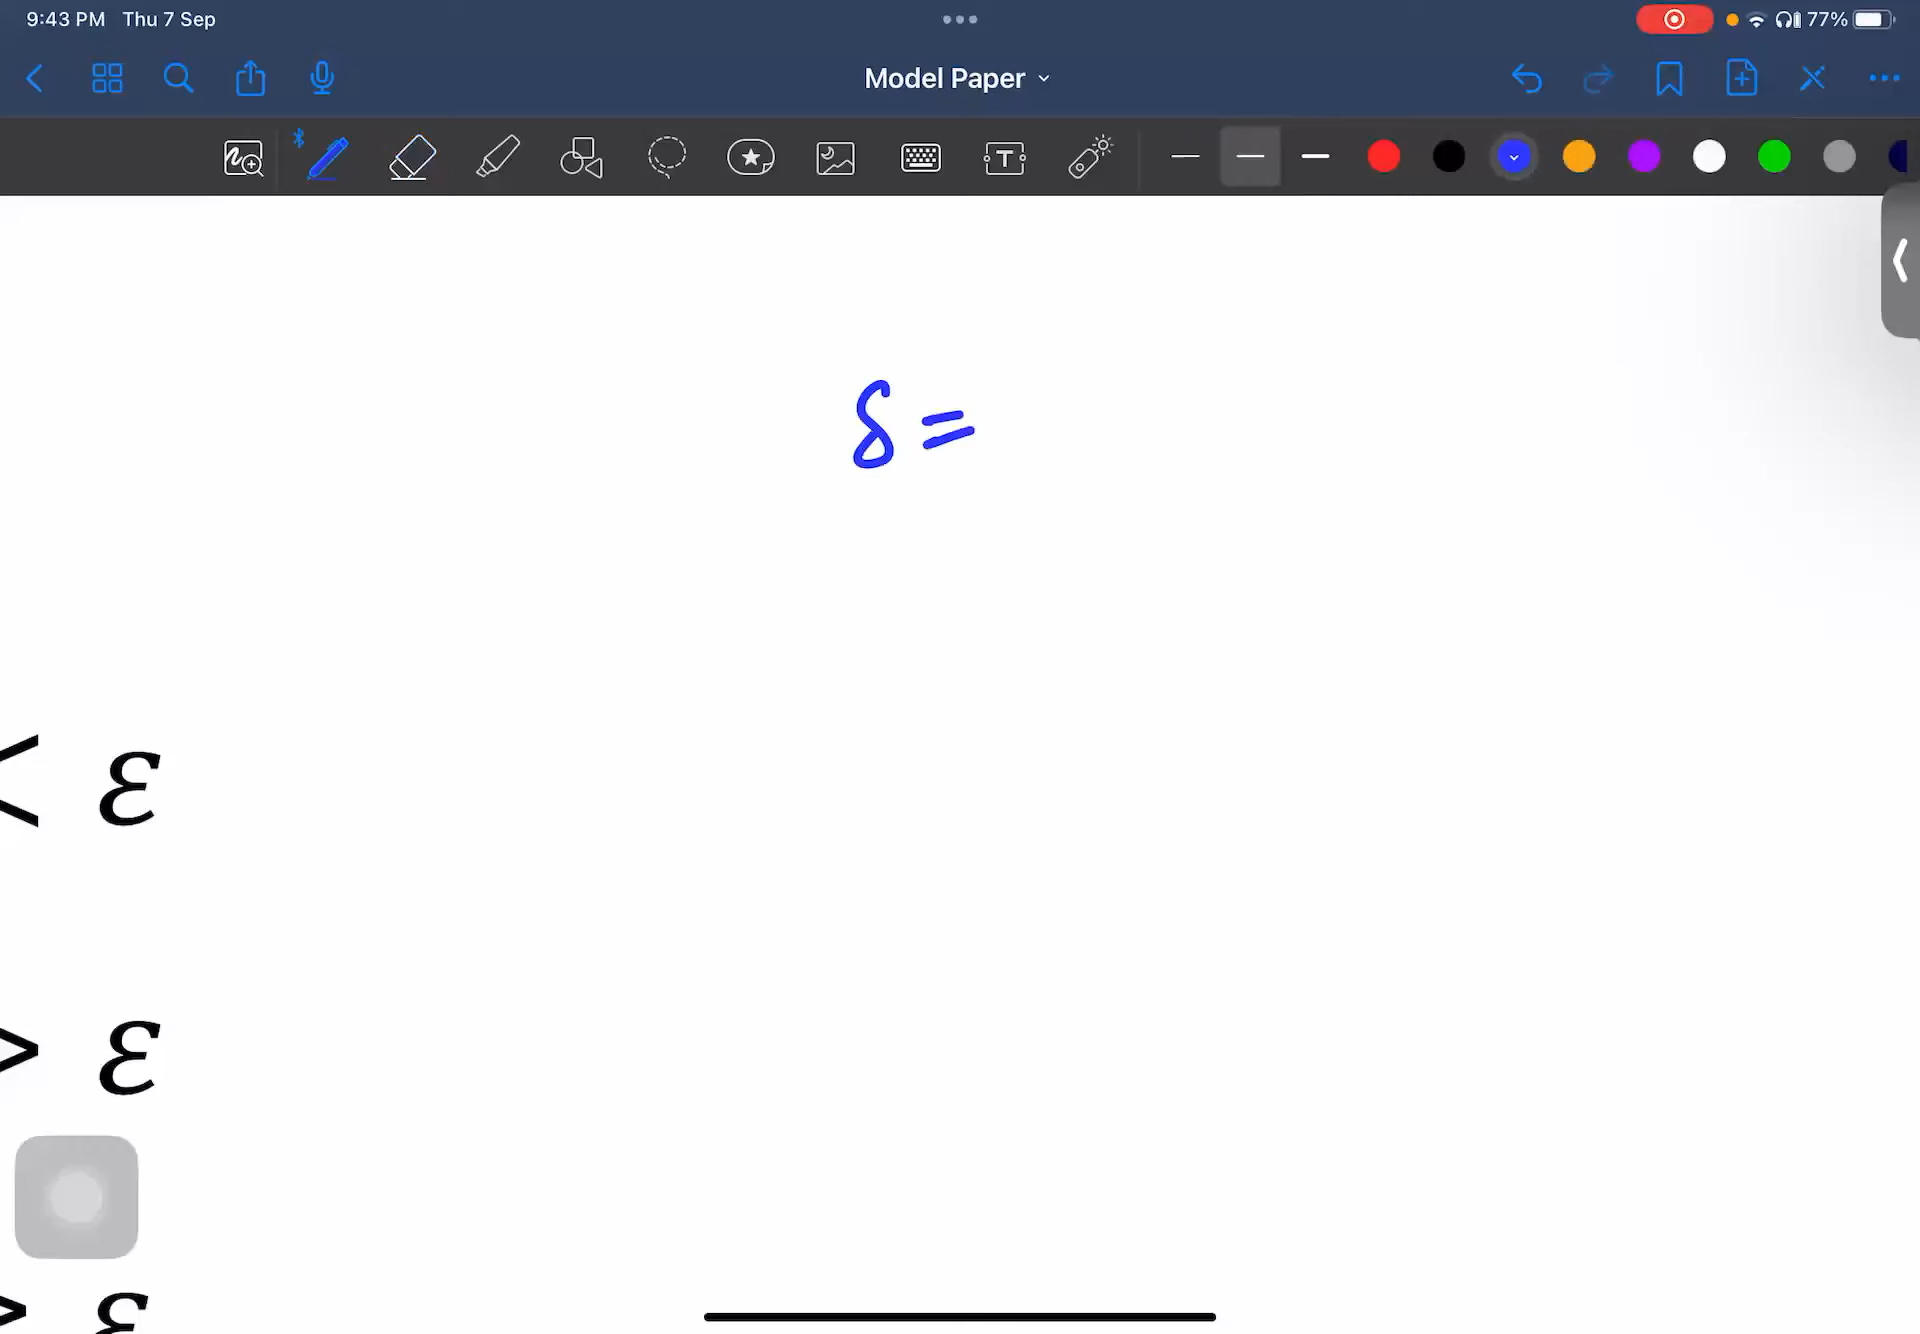 9:43 PM Thu 7 Sep
77%
Model Paper
T
δ =
< ε
> ε
> ε